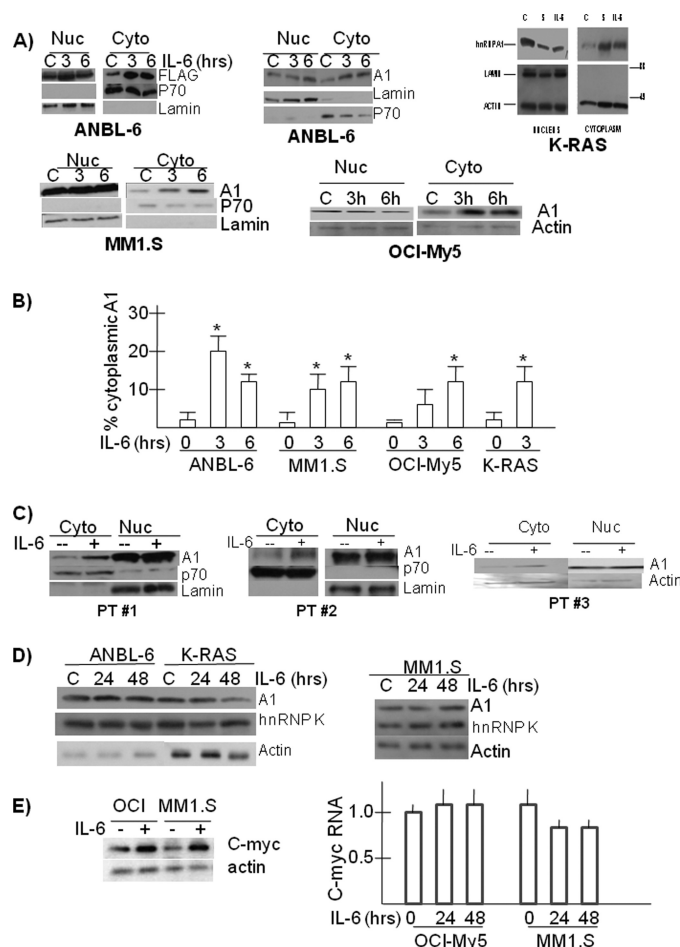 A)
Nuc Cyto
C 3 6 C 3 6 IL-6 (hrs)
FLAG
P70
Lamin
ANBL-6
Nuc Cyto
C 3 6 C 3 6
A1
Lamin
P70
ANBL-6
C S IL-6 C S IL-6
hnRNPA1
LAMIN
ACTIN
NUCLEUS CYTOPLASM
K-RAS
Nuc Cyto
C 3 6 C 3 6
A1
P70
Lamin
MM1.S
Nuc Cyto
C 3h 6h C 3h 6h
A1
Actin
OCI-My5
B)
% cytoplasmic A1
30
20
10
* * * * * *
IL-6 (hrs) 0 3 6 0 3 6 0 3 6 0 3
ANBL-6 MM1.S OCI-My5 K-RAS
C)
Cyto Nuc
IL-6 -- + -- +
A1
p70
Lamin
PT #1
Cyto Nuc
IL-6 -- + -- +
A1
p70
Lamin
PT #2
Cyto Nuc
IL-6 -- + -- +
A1
Actin
PT #3
D)
ANBL-6 K-RAS
C 24 48 C 24 48 IL-6 (hrs)
A1
hnRNP K
Actin
MM1.S
C 24 48 IL-6 (hrs)
A1
hnRNP K
Actin
E)
OCI MM1.S
IL-6 - + - +
C-myc
actin
C-myc RNA
1.0
0.5
IL-6 (hrs) 0 24 48 0 24 48
OCI-My5 MM1.S